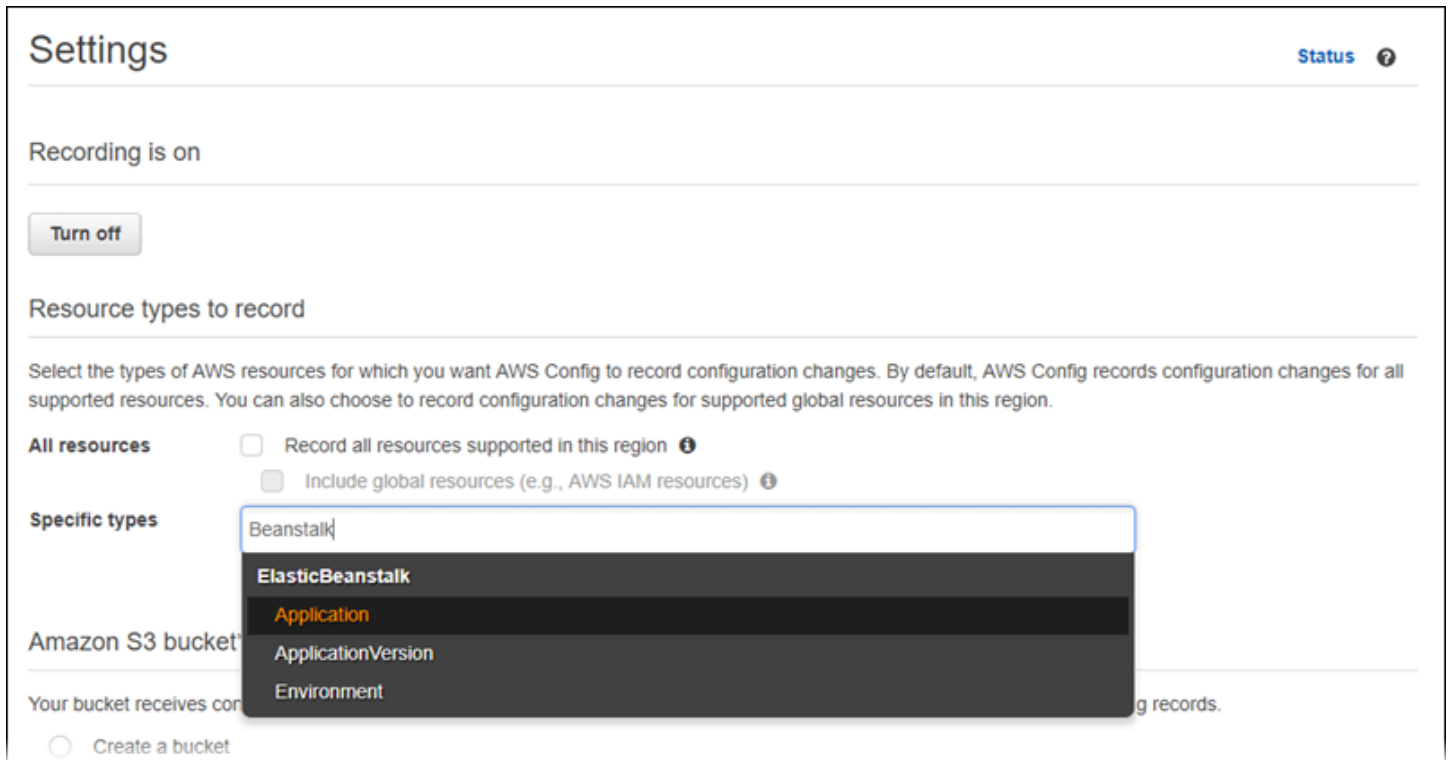 Settings
Status
Recording is on
Turn off
Resource types to record
Select the types of AWS resources for which you want AWS Config to record configuration changes. By default, AWS Config records configuration changes for all
supported resources. You can also choose to record configuration changes for supported global resources in this region.
All resources Record all resources supported in this region
Include global resources (e.g., AWS IAM resources)
Specific types Beanstalk
ElasticBeanstalk
Application
Amazon S3 bucket*
ApplicationVersion
Environment
Your bucket receives g records.
Create a bucket